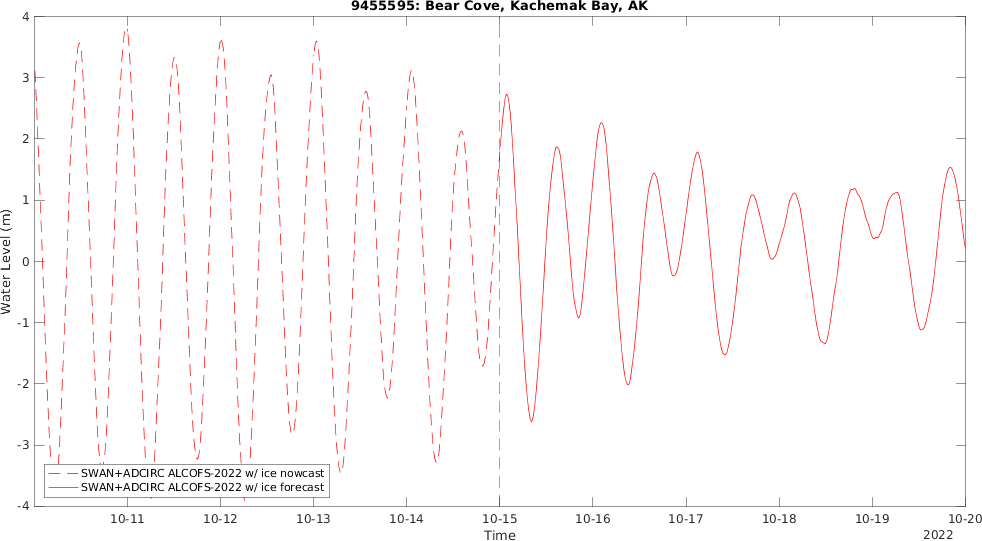 9455595: Bear Cove, Kachemak Bay, AK
Water Level (m)
4
3
2
1
0
-1
-2
-3
-4
SWAN+ADCIRC ALCOFS-2022 w/ ice nowcast
SWAN+ADCIRC ALCOFS-2022 w/ ice forecast
10-11 10-12 10-13 10-14 10-15 10-16 10-17 10-18 10-19 10-20
Time
2022